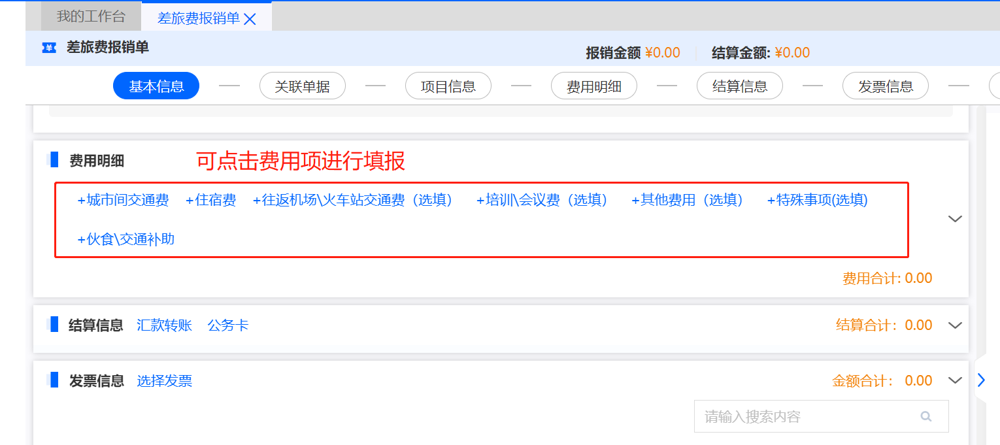 我的工作台 差旅费报销单
差旅费报销单
报销金额 ¥0.00 结算金额: ¥0.00
基本信息 关联单据 项目信息 费用明细 结算信息 发票信息
费用明细 可点击费用项进行填报
+城市间交通费 +住宿费 +往返机场\火车站交通费（选填） +培训\会议费（选填） +其他费用（选填） +特殊事项(选填)
+伙食\交通补助
费用合计: 0.00
结算信息 汇款转账 公务卡 结算合计： 0.00
发票信息 选择发票 金额合计： 0.00
请输入搜索内容